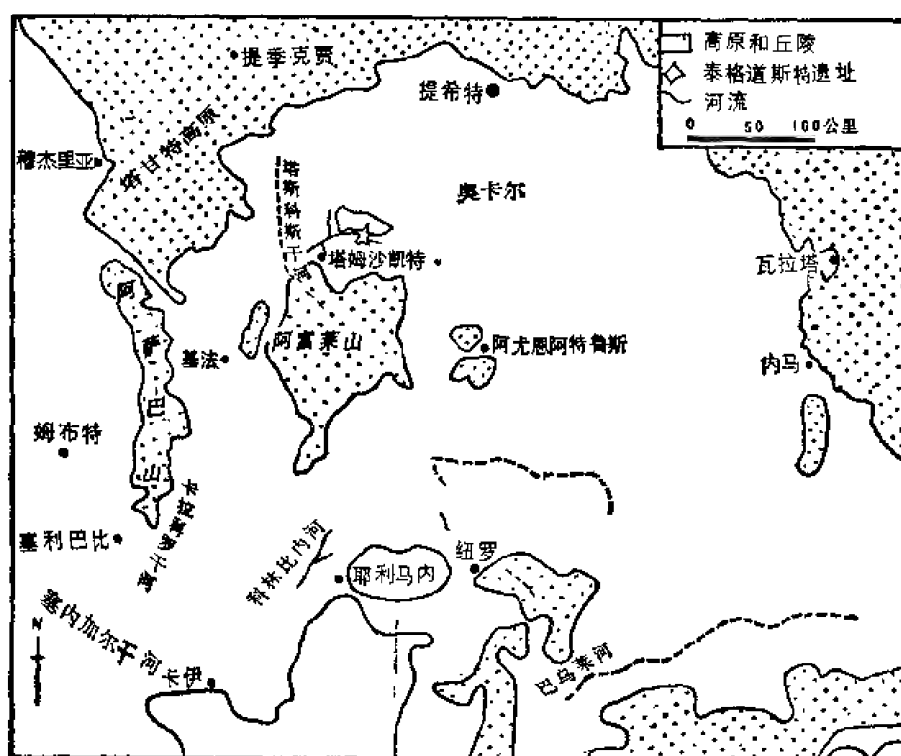 高原和丘陵
泰格道斯特遗址
河流
0 50 100公里
提季克贾
提希特
塔甘特高原
穆杰里亚
塔斯科斯干河
奥卡尔
塔姆沙凯特
瓦拉塔
阿萨巴山
基法
阿富莱山
阿尤恩阿特鲁斯
内马
姆布特
塞利巴比
科林比内河
耶利马内
纽罗
塞内加尔干河
N
卡伊
巴乌莱河